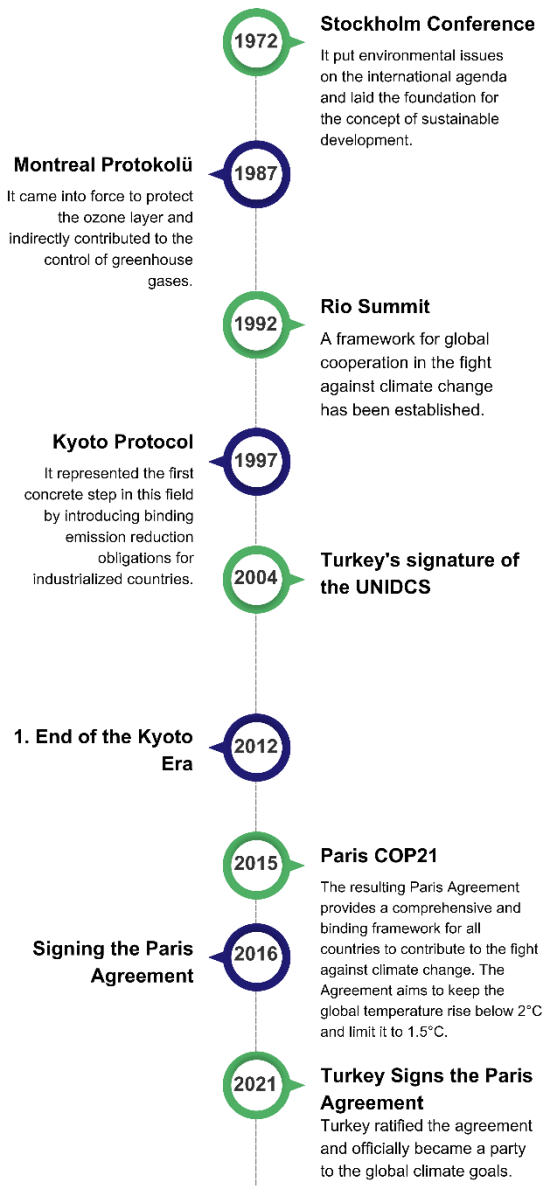 1972
Stockholm Conference
It put environmental issues
on the international agenda
and laid the foundation for
the concept of sustainable
development.
1987
Montreal Protokolü
It came into force to protect
the ozone layer and
indirectly contributed to the
control of greenhouse
gases.
1992
Rio Summit
A framework for global
cooperation in the fight
against climate change
has been established.
1997
Kyoto Protocol
It represented the first
concrete step in this field
by introducing binding
emission reduction
obligations for
industrialized countries.
2004
Turkey's signature of
the UNIDCS
2012
1. End of the Kyoto
Era
2015
Paris COP21
The resulting Paris Agreement
provides a comprehensive and
binding framework for all
countries to contribute to the fight
against climate change. The
Agreement aims to keep the
global temperature rise below 2°C
and limit it to 1.5°C.
2016
Signing the Paris
Agreement
2021
Turkey Signs the Paris
Agreement
Turkey ratified the agreement
and officially became a party
to the global climate goals.